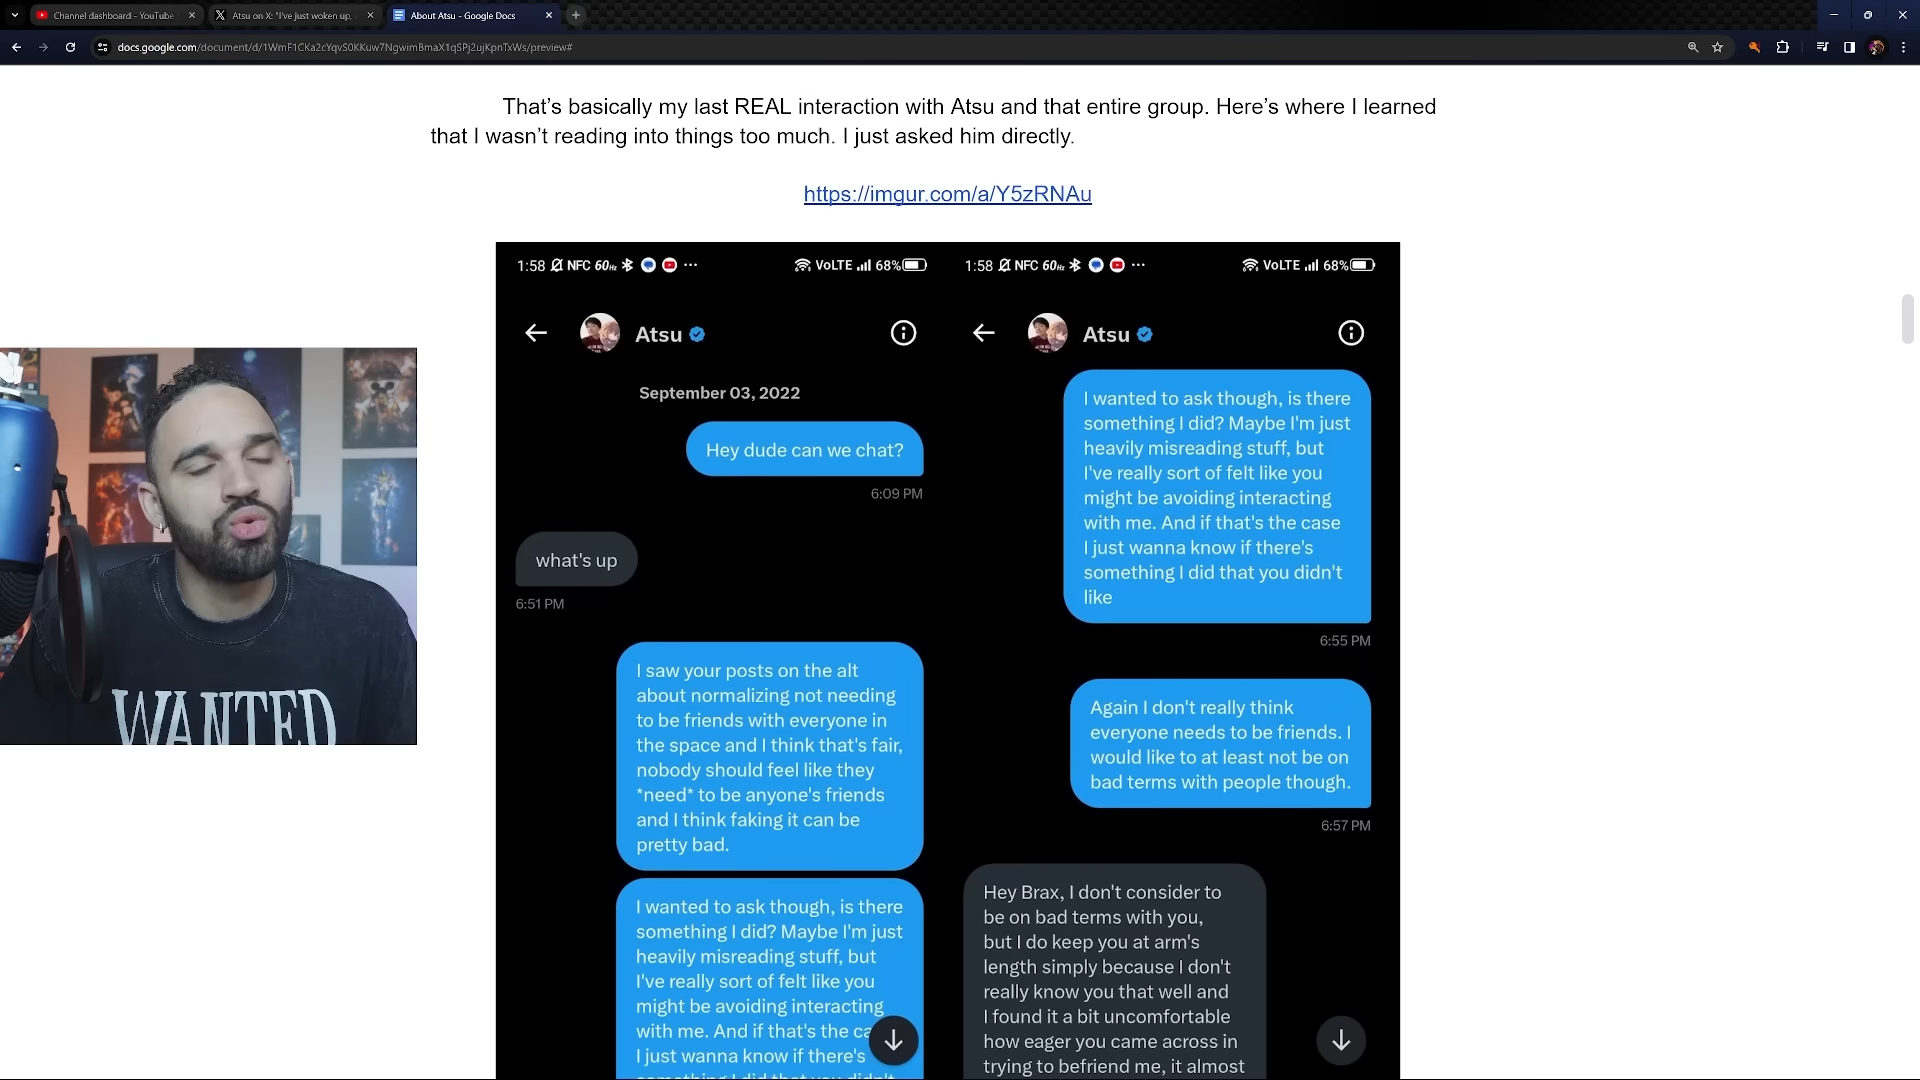 Channel dashboard - YouTube
Atsu on X: "I've just woken up,
About Atsu - Google Docs
docs.google.com/document/d/1WmF1CKa2cYqvS0KKuw7NgwimBmaX1qSPj2ujKpnTxWs/preview#
That's basically my last REAL interaction with Atsu and that entire group. Here's where I learned
that I wasn't reading into things too much. I just asked him directly.
https://imgur.com/a/Y5zRNAu
1:58 NFC 60Hz ... VoLTE 68%
Atsu
September 03, 2022
Hey dude can we chat?
6:09 PM
what's up
6:51 PM
I saw your posts on the alt
about normalizing not needing
to be friends with everyone in
the space and I think that's fair,
nobody should feel like they
*need* to be anyone's friends
and I think faking it can be
pretty bad.
I wanted to ask though, is there
something I did? Maybe I'm just
heavily misreading stuff, but
I've really sort of felt like you
might be avoiding interacting
with me. And if that's the ca
I just wanna know if there's
something I did that you didn't
1:58 NFC 60Hz ... VoLTE 68%
Atsu
I wanted to ask though, is there
something I did? Maybe I'm just
heavily misreading stuff, but
I've really sort of felt like you
might be avoiding interacting
with me. And if that's the case
I just wanna know if there's
something I did that you didn't
like
6:55 PM
Again I don't really think
everyone needs to be friends. I
would like to at least not be on
bad terms with people though.
6:57 PM
Hey Brax, I don't consider to
be on bad terms with you,
but I do keep you at arm's
length simply because I don't
really know you that well and
I found it a bit uncomfortable
how eager you came across in
trying to befriend me, it almost
WANTED